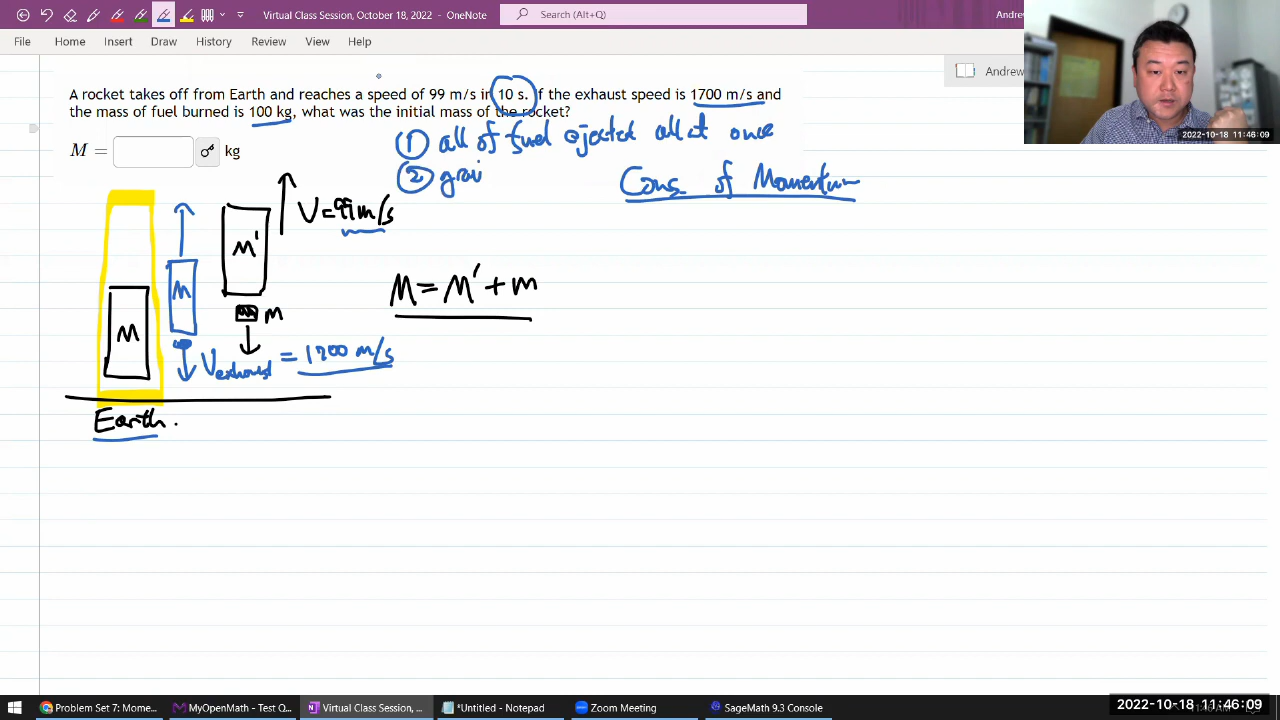 Virtual Class Session, October 18, 2022 - OneNote
Search (Alt+Q)
Andrew
File Home Insert Draw History Review View Help
Andrew
A rocket takes off from Earth and reaches a speed of 99 m/s in 10 s. If the exhaust speed is 1700 m/s and
the mass of fuel burned is 100 kg, what was the initial mass of the rocket?
M = kg
2022-10-18 11:46:09
① all of fuel ejected all at once
② gravi
Cons. of Momentum
V=99m/s
M'
M
m
M
M = M' + m
Vexhaust = 1700 m/s
Earth.
Problem Set 7: Mome...
MyOpenMath - Test Q...
Virtual Class Session, ...
*Untitled - Notepad
Zoom Meeting
SageMath 9.3 Console
2022-10-18 11:46:09